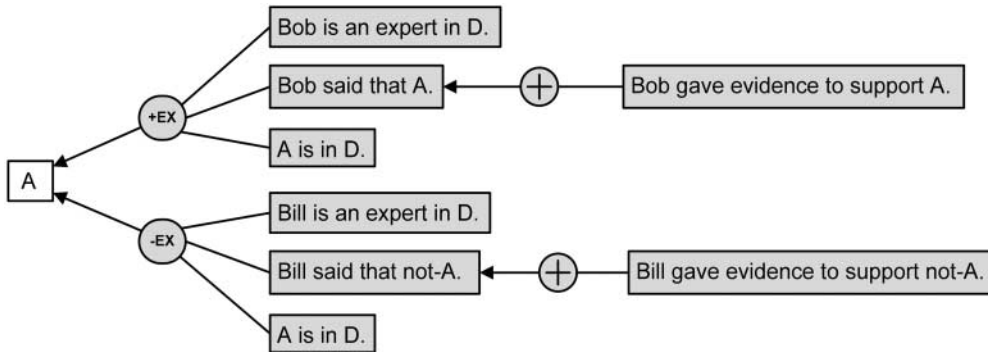 Bob is an expert in D.
Bob said that A.
+
Bob gave evidence to support A.
+EX
A is in D.
A
Bill is an expert in D.
-EX
Bill said that not-A.
+
Bill gave evidence to support not-A.
A is in D.